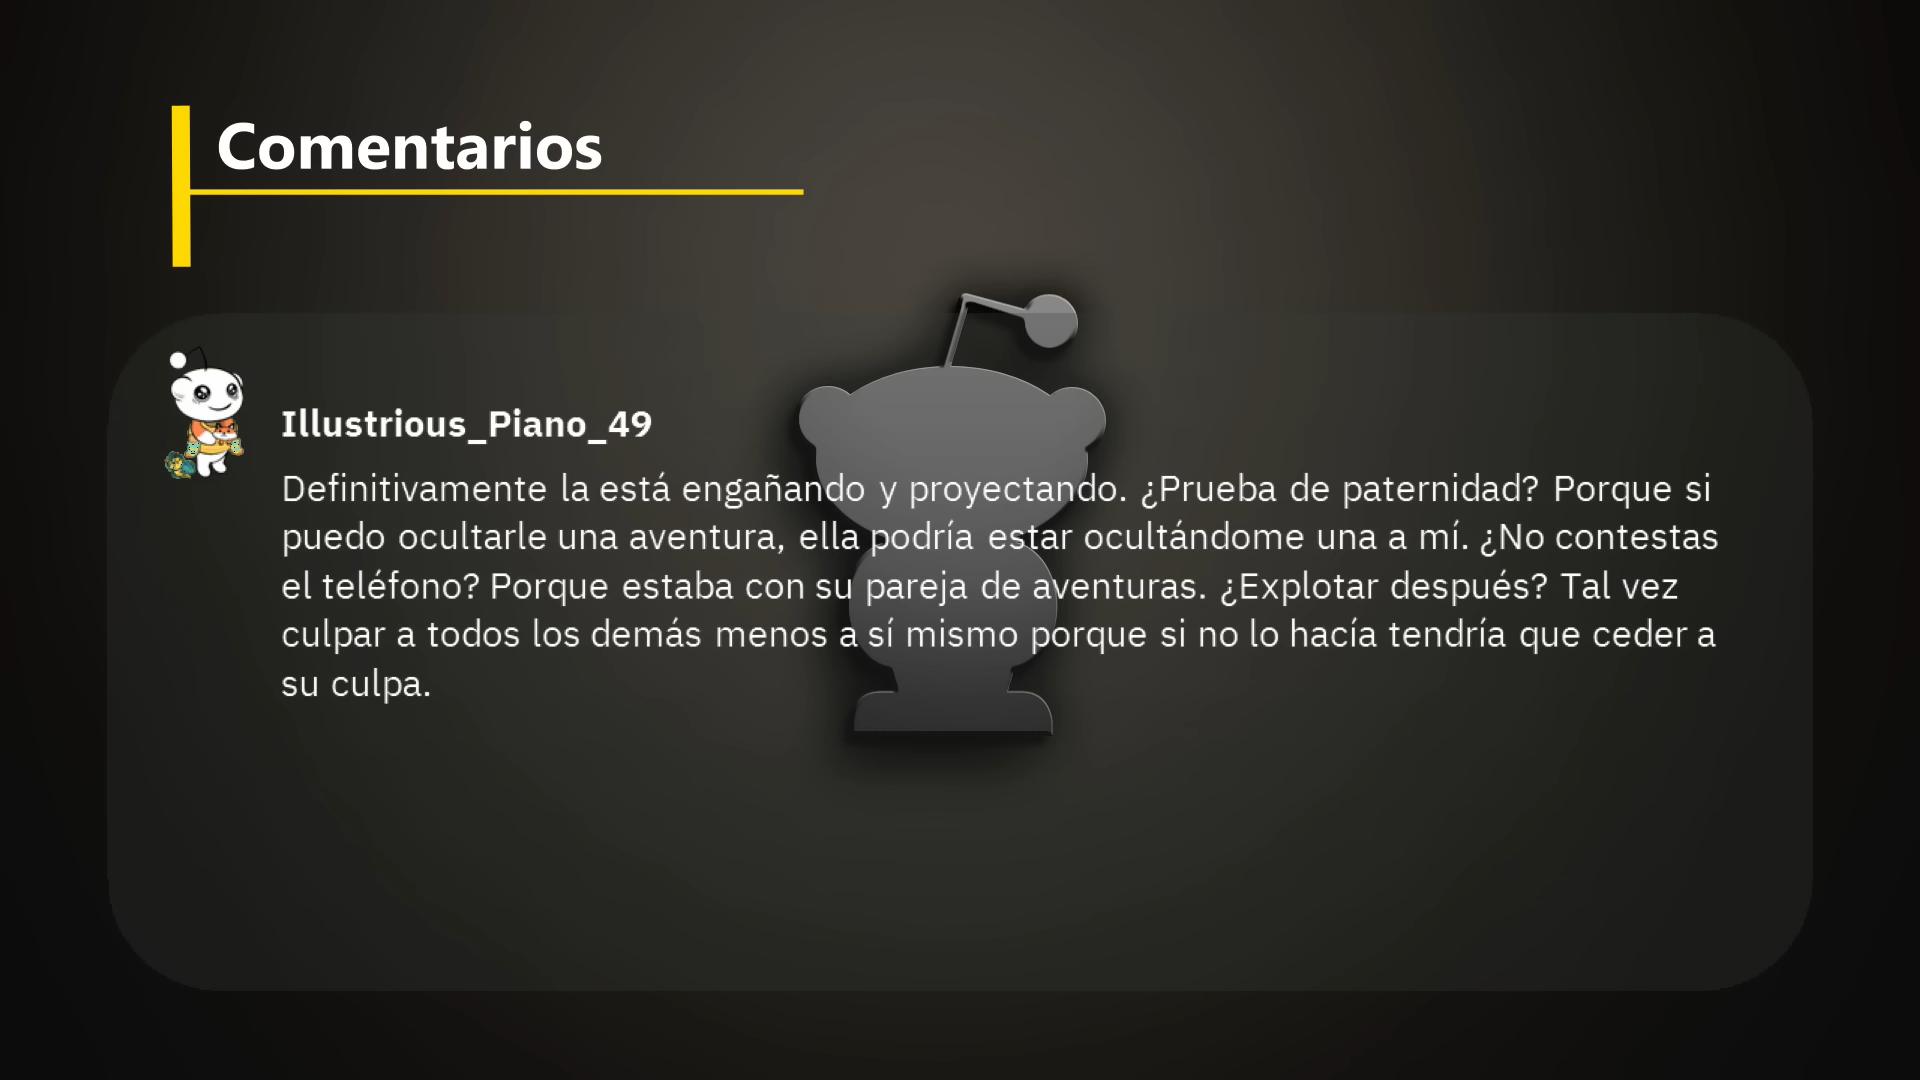 Comentarios
Illustrious_Piano_49
Definitivamente la está engañando y proyectando. ¿Prueba de paternidad? Porque si
puedo ocultarle una aventura, ella podría estar ocultándome una a mí. ¿No contestas
el teléfono? Porque estaba con su pareja de aventuras. ¿Explotar después? Tal vez
culpar a todos los demás menos a sí mismo porque si no lo hacía tendría que ceder a
su culpa.